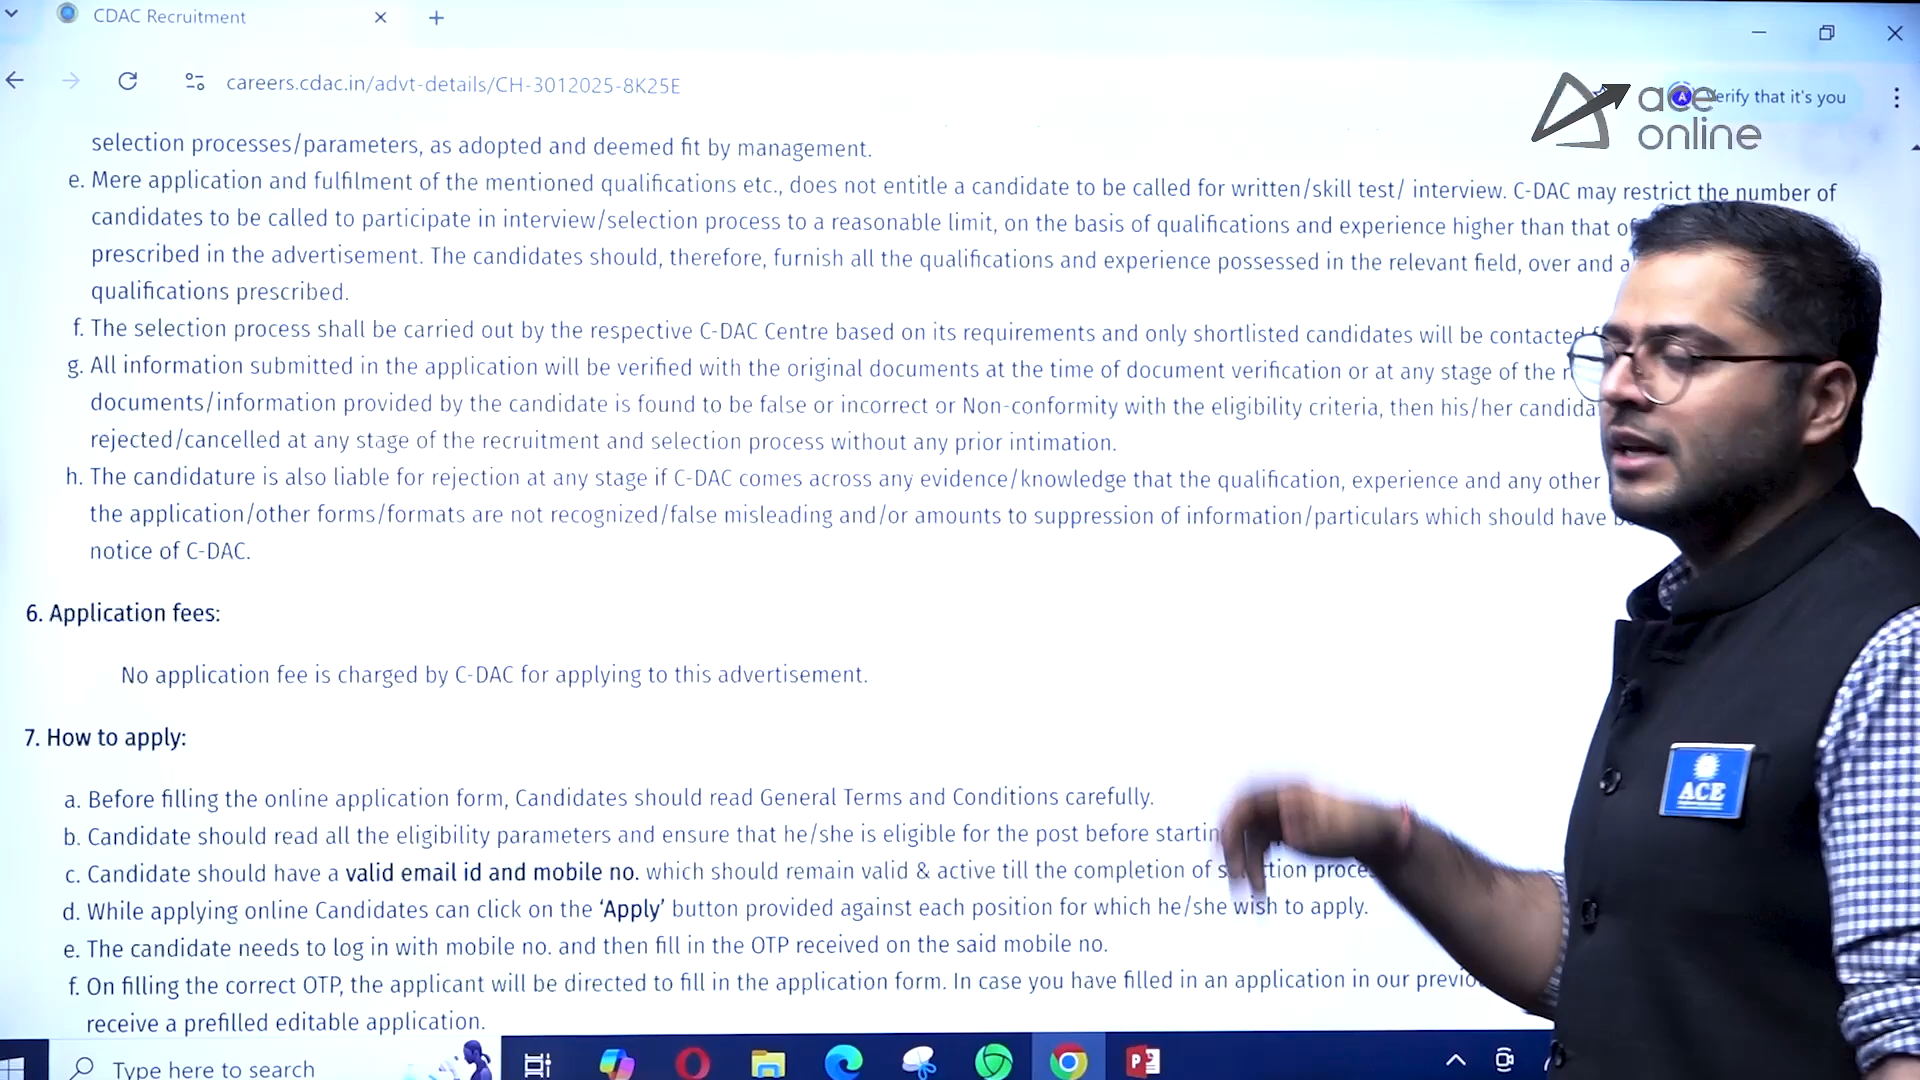 CDAC Recruitment
careers.cdac.in/advt-details/CH-3012025-8K25E
erify that it's you
ace online
selection processes/parameters, as adopted and deemed fit by management.
e. Mere application and fulfilment of the mentioned qualifications etc., does not entitle a candidate to be called for written/skill test/ interview. C-DAC may restrict the number of
candidates to be called to participate in interview/selection process to a reasonable limit, on the basis of qualifications and experience higher than that
prescribed in the advertisement. The candidates should, therefore, furnish all the qualifications and experience possessed in the relevant field, over and
qualifications prescribed.
f. The selection process shall be carried out by the respective C-DAC Centre based on its requirements and only shortlisted candidates will be contacted
g. All information submitted in the application will be verified with the original documents at the time of document verification or at any stage of the
documents/information provided by the candidate is found to be false or incorrect or Non-conformity with the eligibility criteria, then his/her
rejected/cancelled at any stage of the recruitment and selection process without any prior intimation.
h. The candidature is also liable for rejection at any stage if C-DAC comes across any evidence/knowledge that the qualification, experience and any other
the application/other forms/formats are not recognized/false misleading and/or amounts to suppression of information/particulars which should have
notice of C-DAC.
6. Application fees:
No application fee is charged by C-DAC for applying to this advertisement.
7. How to apply:
a. Before filling the online application form, Candidates should read General Terms and Conditions carefully.
b. Candidate should read all the eligibility parameters and ensure that he/she is eligible for the post before
c. Candidate should have a valid email id and mobile no. which should remain valid & active till the completion of
d. While applying online Candidates can click on the 'Apply' button provided against each position for which he/she wish to apply.
e. The candidate needs to log in with mobile no. and then fill in the OTP received on the said mobile no.
f. On filling the correct OTP, the applicant will be directed to fill in the application form. In case you have filled in an application in our
receive a prefilled editable application.
Type here to search
ACE